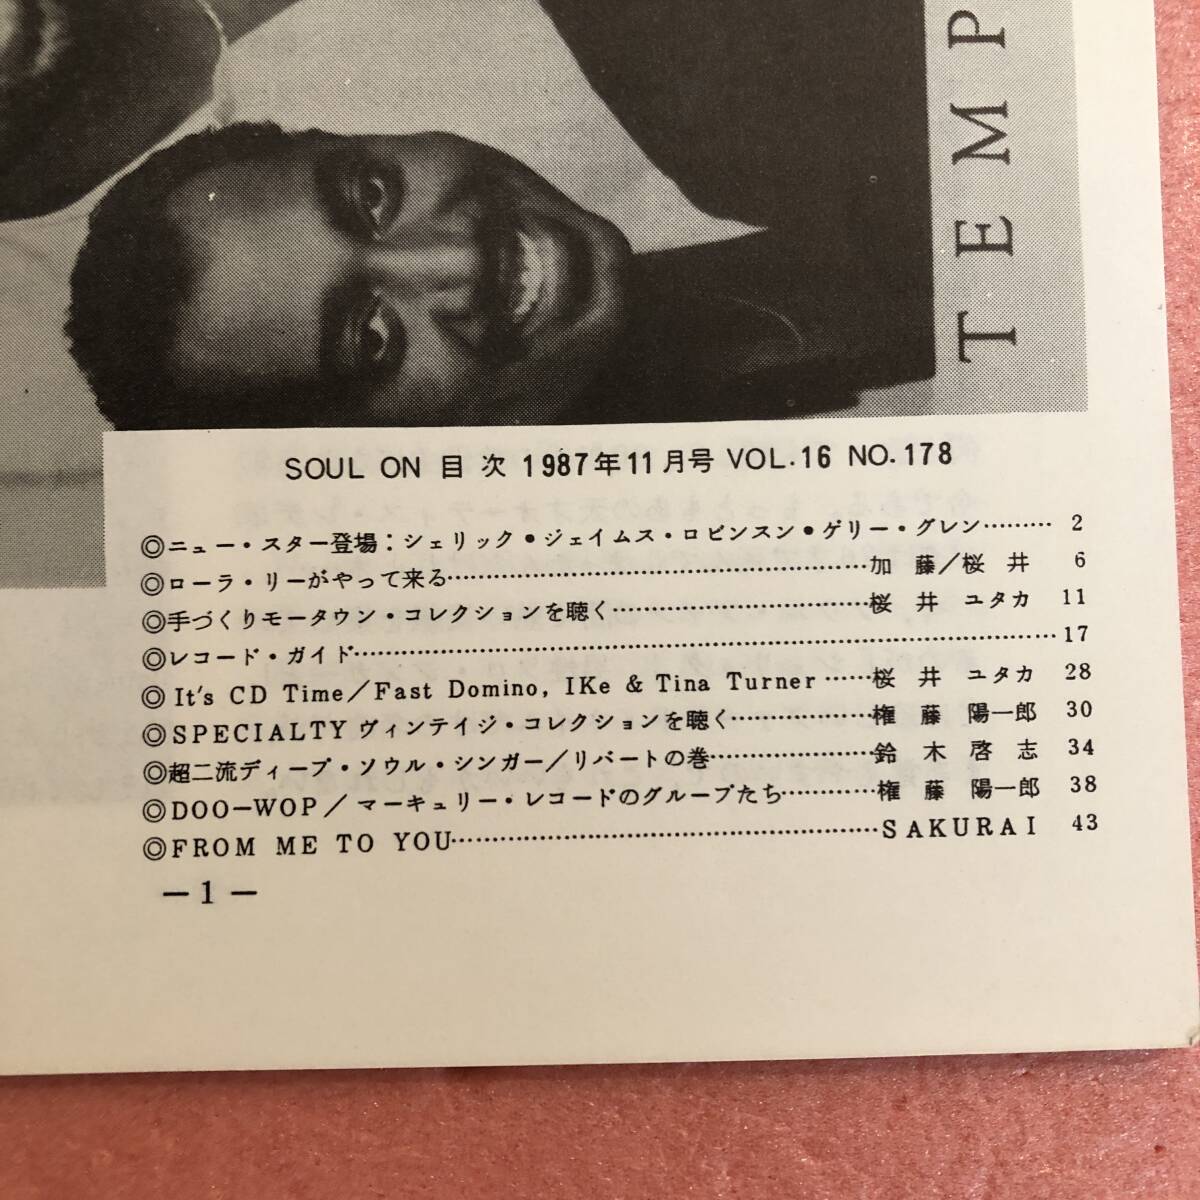 TEMP
SOUL ON 目次 1987年11月号 VOL.16 NO.178
◎ニュー・スター登場：シェリック・ジェイムス・ロビンスン・ゲリー・グレン……… 2
◎ローラ・リーがやって来る……………………………………加 藤／桜 井 6
◎手づくりモータウン・コレクションを聴く……………………桜 井 ユタカ 11
◎レコード・ガイド………………………………………………………………17
◎It's CD Time／Fast Domino, IKe & Tina Turner ……桜 井 ユタカ 28
◎SPECIALTY ヴィンテイジ・コレクションを聴く……………権 藤 陽一郎 30
◎超二流ディープ・ソウル・シンガー／リバートの巻……………鈴 木 啓 志 34
◎DOO－WOP／マーキュリー・レコードのグループたち…………権 藤 陽一郎 38
◎FROM ME TO YOU……………………………………SAKURAI 43
－1－